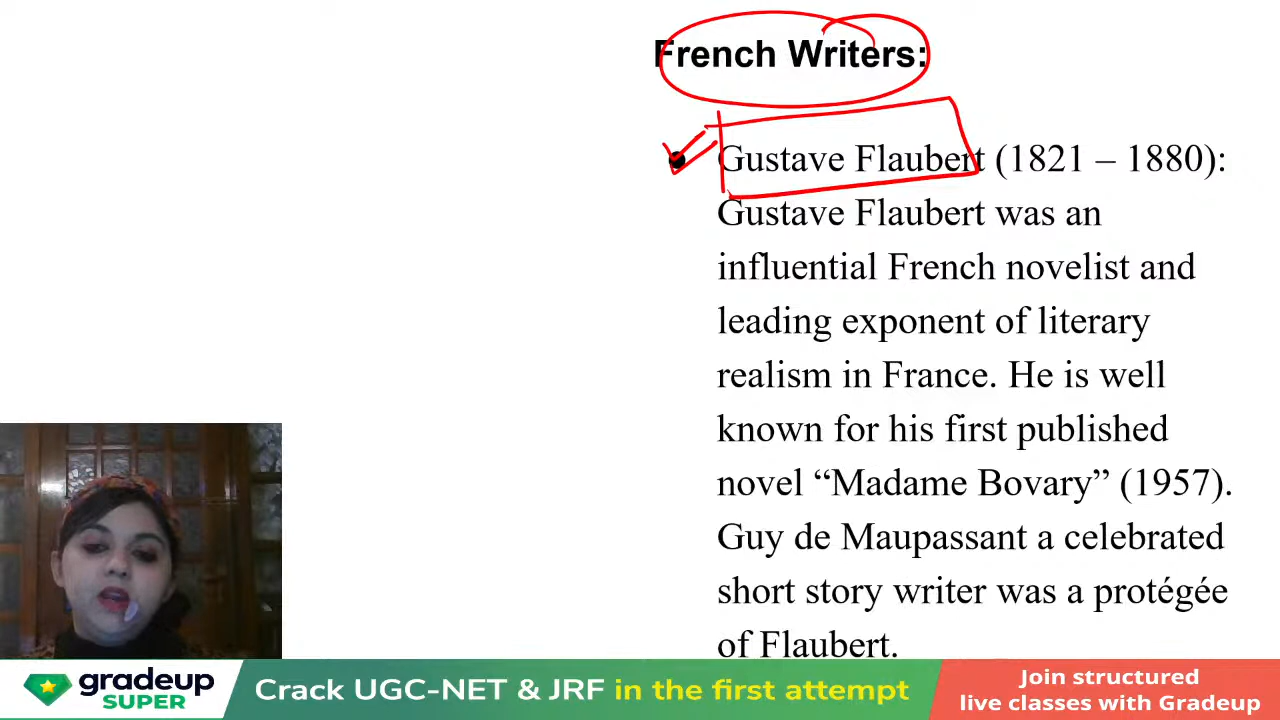 French Writers:
Gustave Flaubert (1821 – 1880):
Gustave Flaubert was an
influential French novelist and
leading exponent of literary
realism in France. He is well
known for his first published
novel “Madame Bovary” (1957).
Guy de Maupassant a celebrated
short story writer was a protégée
of Flaubert.
gradeup
SUPER
Crack UGC-NET & JRF in the first attempt
Join structured
live classes with Gradeup